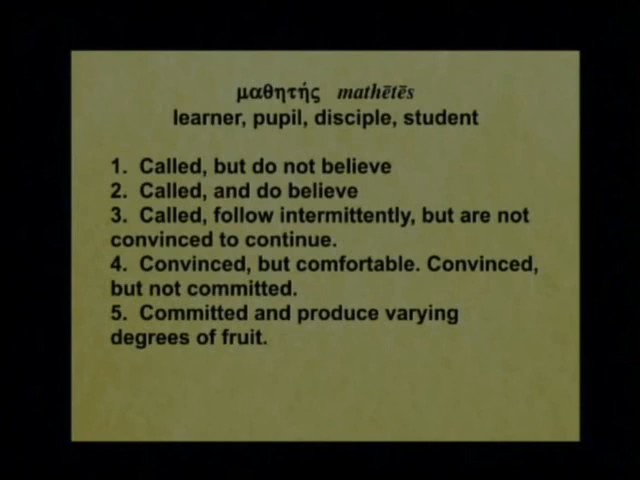 μαθητής mathētēs
learner, pupil, disciple, student
1. Called, but do not believe
2. Called, and do believe
3. Called, follow intermittently, but are not
convinced to continue.
4. Convinced, but comfortable. Convinced,
but not committed.
5. Committed and produce varying
degrees of fruit.